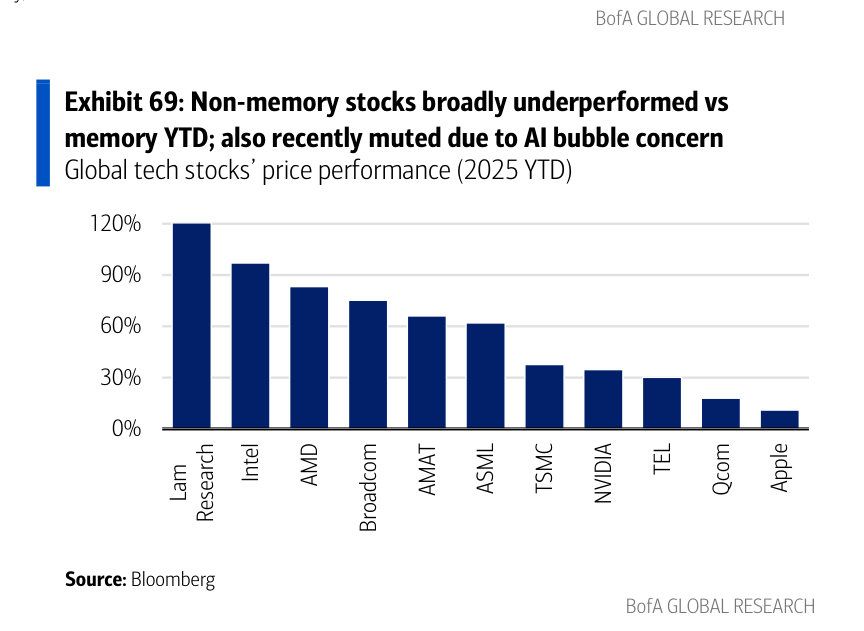 BofA GLOBAL RESEARCH
Exhibit 69: Non-memory stocks broadly underperformed vs
memory YTD; also recently muted due to AI bubble concern
Global tech stocks’ price performance (2025 YTD)
120%
90%
60%
30%
0%
Lam
Research
Intel
AMD
Broadcom
AMAT
ASML
TSMC
NVIDIA
TEL
Qcom
Apple
Source: Bloomberg
BofA GLOBAL RESEARCH